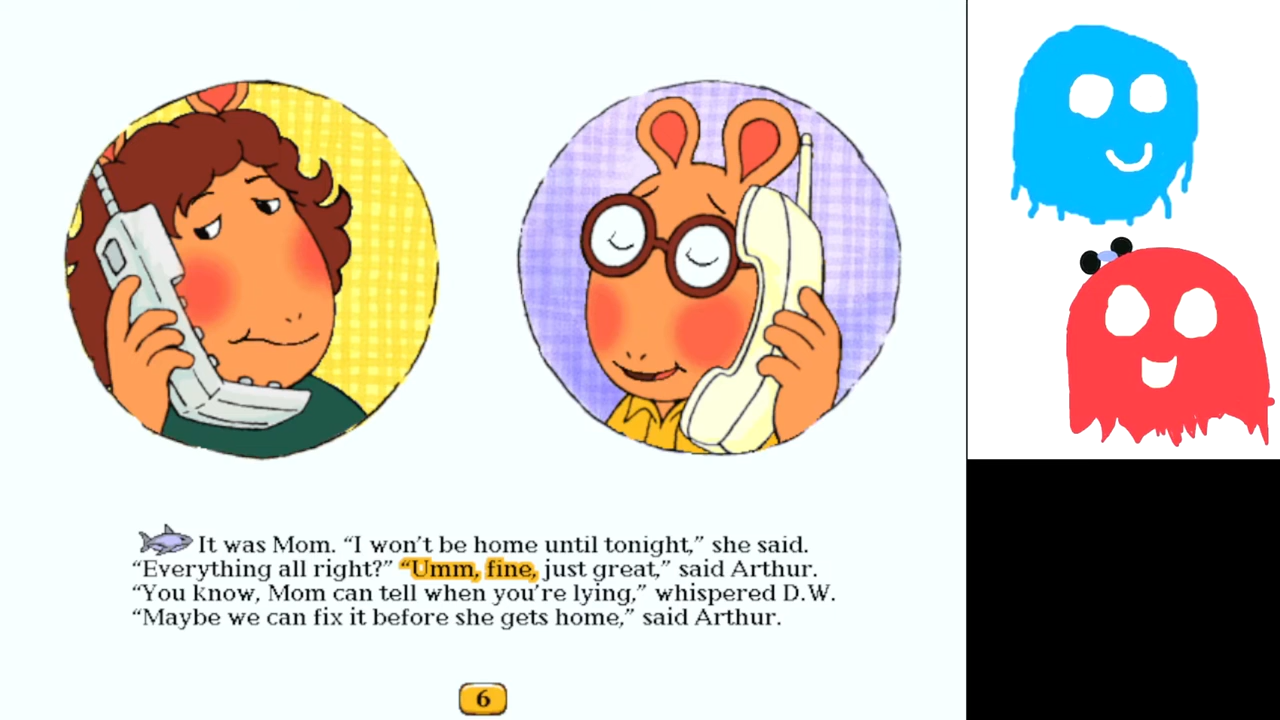 It was Mom. “I won’t be home until tonight,” she said.
“Everything all right?” “Umm, fine, just great,” said Arthur.
“You know, Mom can tell when you’re lying,” whispered D.W.
“Maybe we can fix it before she gets home,” said Arthur.
6